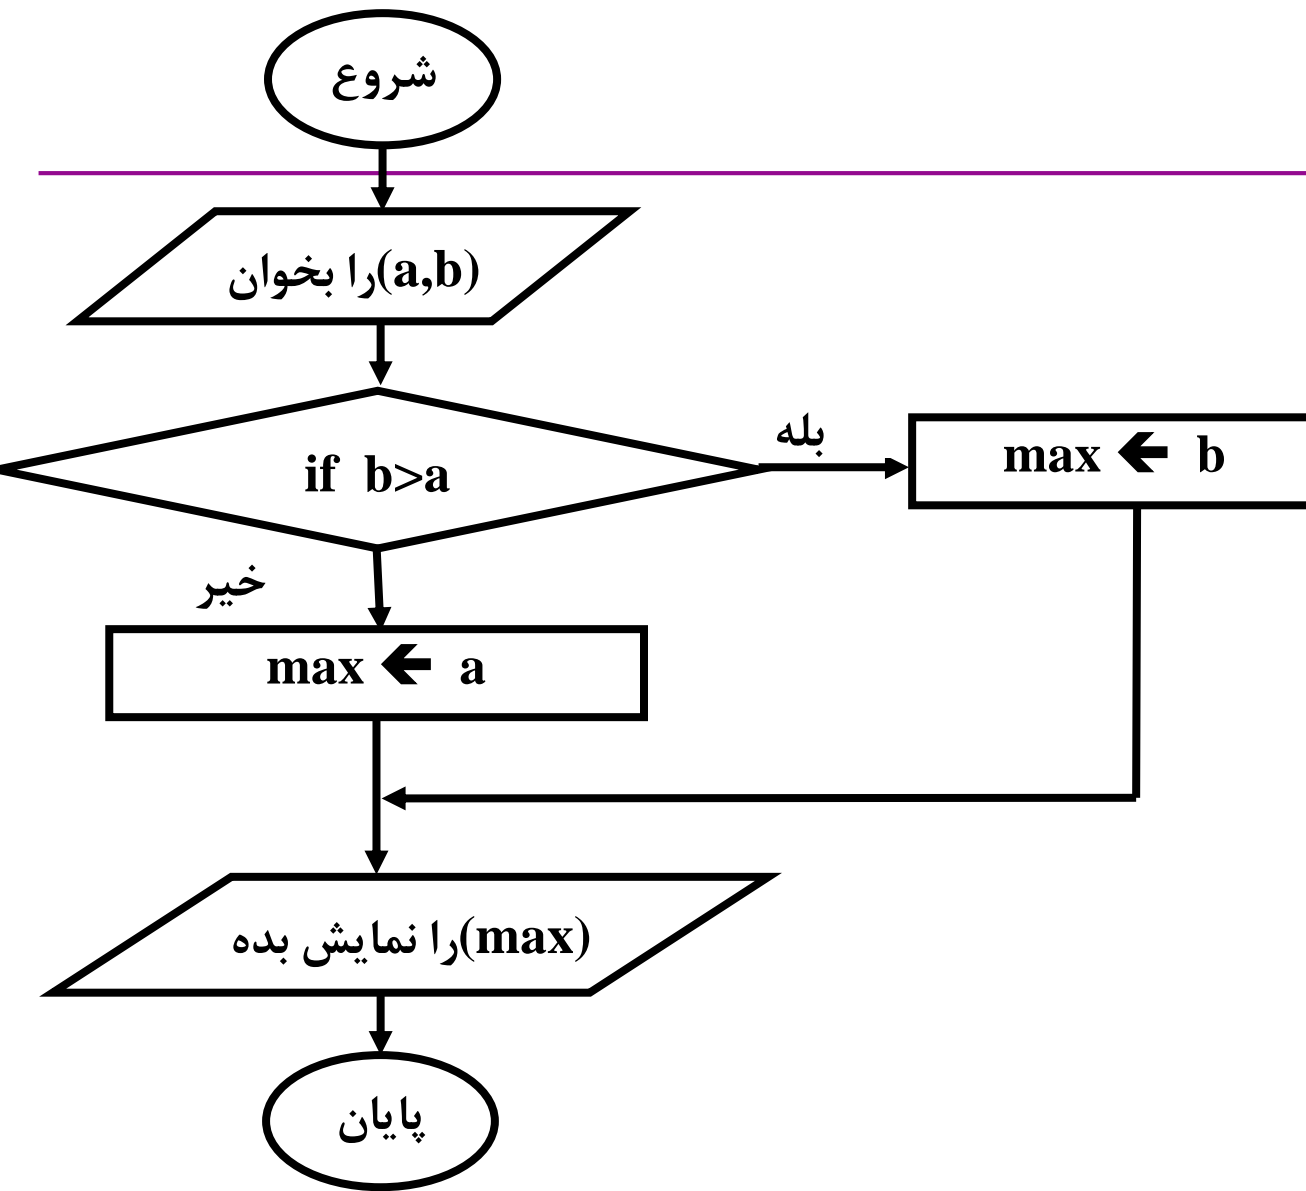 شروع
(a,b)را بخوان
if b>a
بله
max 🡸 b
خیر
max 🡸 a
(max)را نمایش بده
پایان